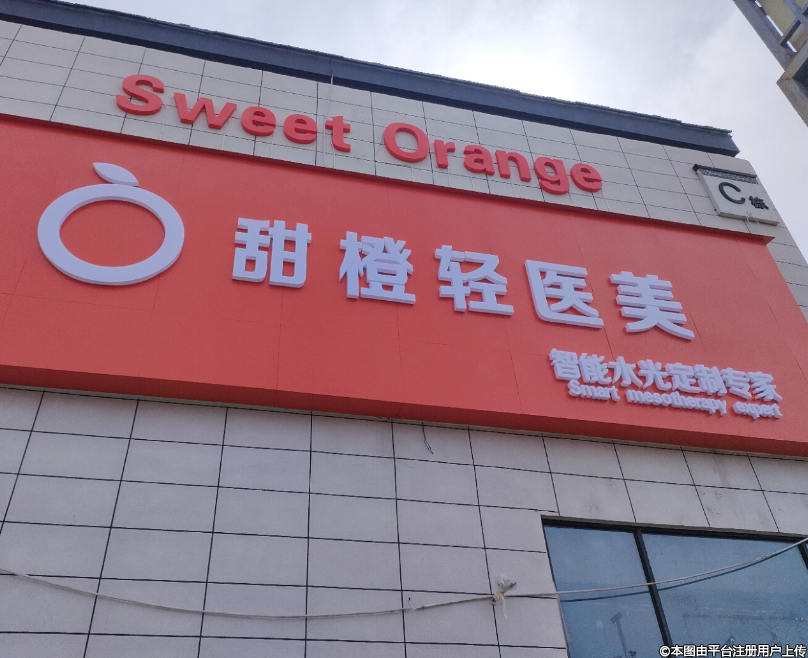 Sweet Orange
C栋
甜橙轻医美
智能水光定制专家
Smart mesotherapy expert
©本图由平台注册用户上传